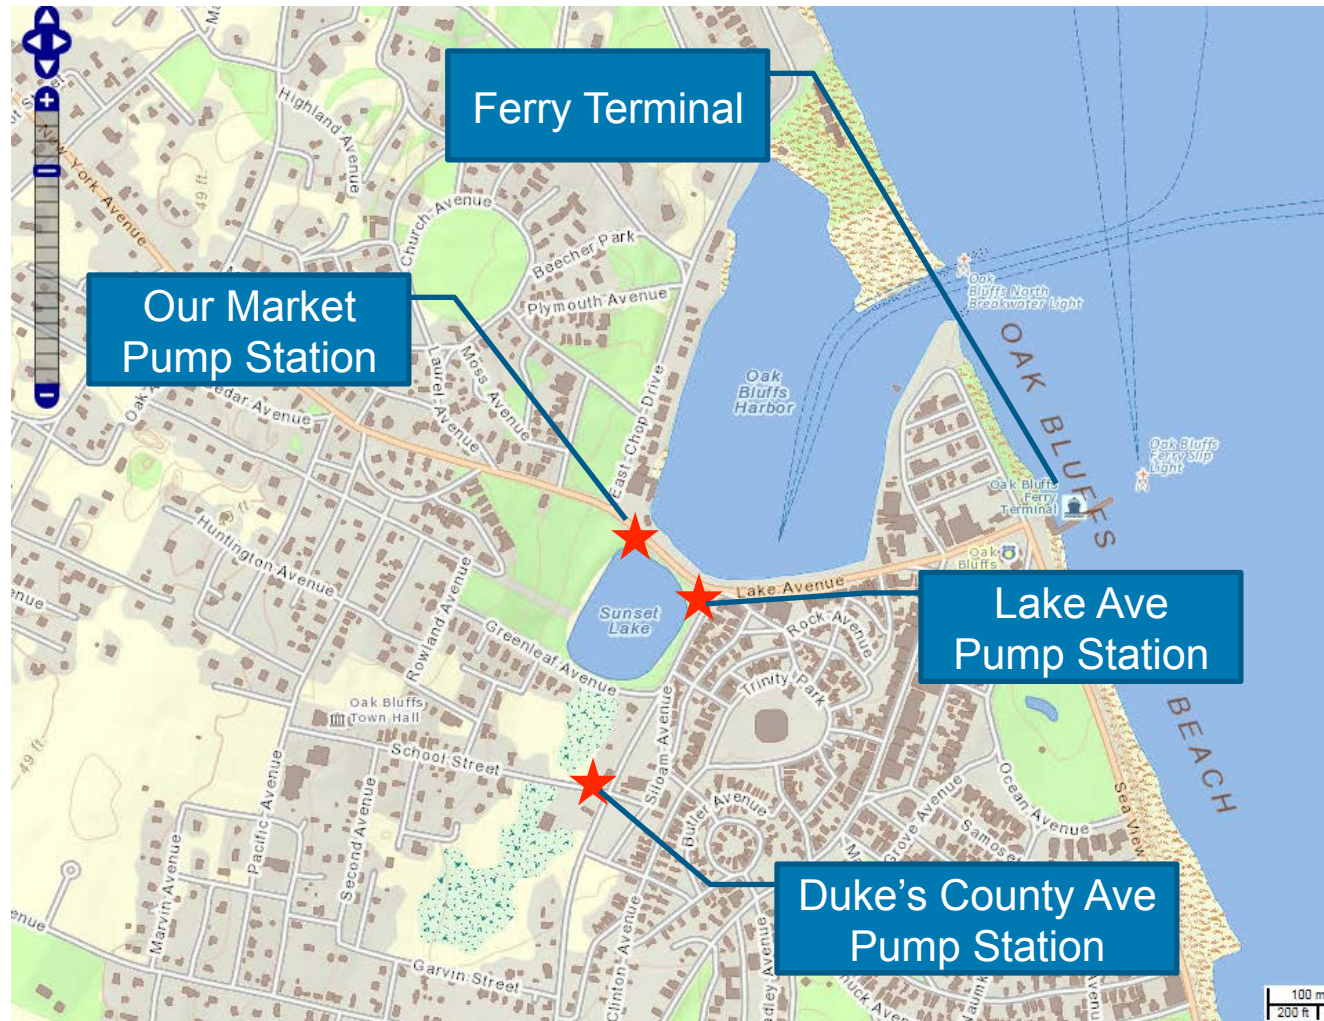 Ferry Terminal
Highland Avenue
New York Avenue
49 ft
Church Avenue
Beecher Park
Plymouth Avenue
Oak
Bluffs North
Breakwater Light
Our Market
Pump Station
OAK BLUFFS
Laurel Avenue
Moss Avenue
East-Chop-Drive
Oak
Bluffs
Harbor
Cedar Avenue
Oak Bluffs
Ferry Slip
Light
Oak Bluffs
Ferry
Terminal
49 ft
Huntington Avenue
Oak
Bluffs
Lake Avenue
Lake Ave
Pump Station
Sunset
Lake
Rock-Avenue
Rowland Avenue
Greenleaf Avenue
Trinity Park
Oak Bluffs
Town Hall
School Street
BEACH
49 ft
Siloam Avenue
Pacific Avenue
Second Avenue
Butler Avenue
Grove Avenue
Ocean Avenue
Samoset
Sea View
Duke's County Ave
Pump Station
Marvin Avenue
Garvin Street
Clinton Avenue
100 m
200 ft